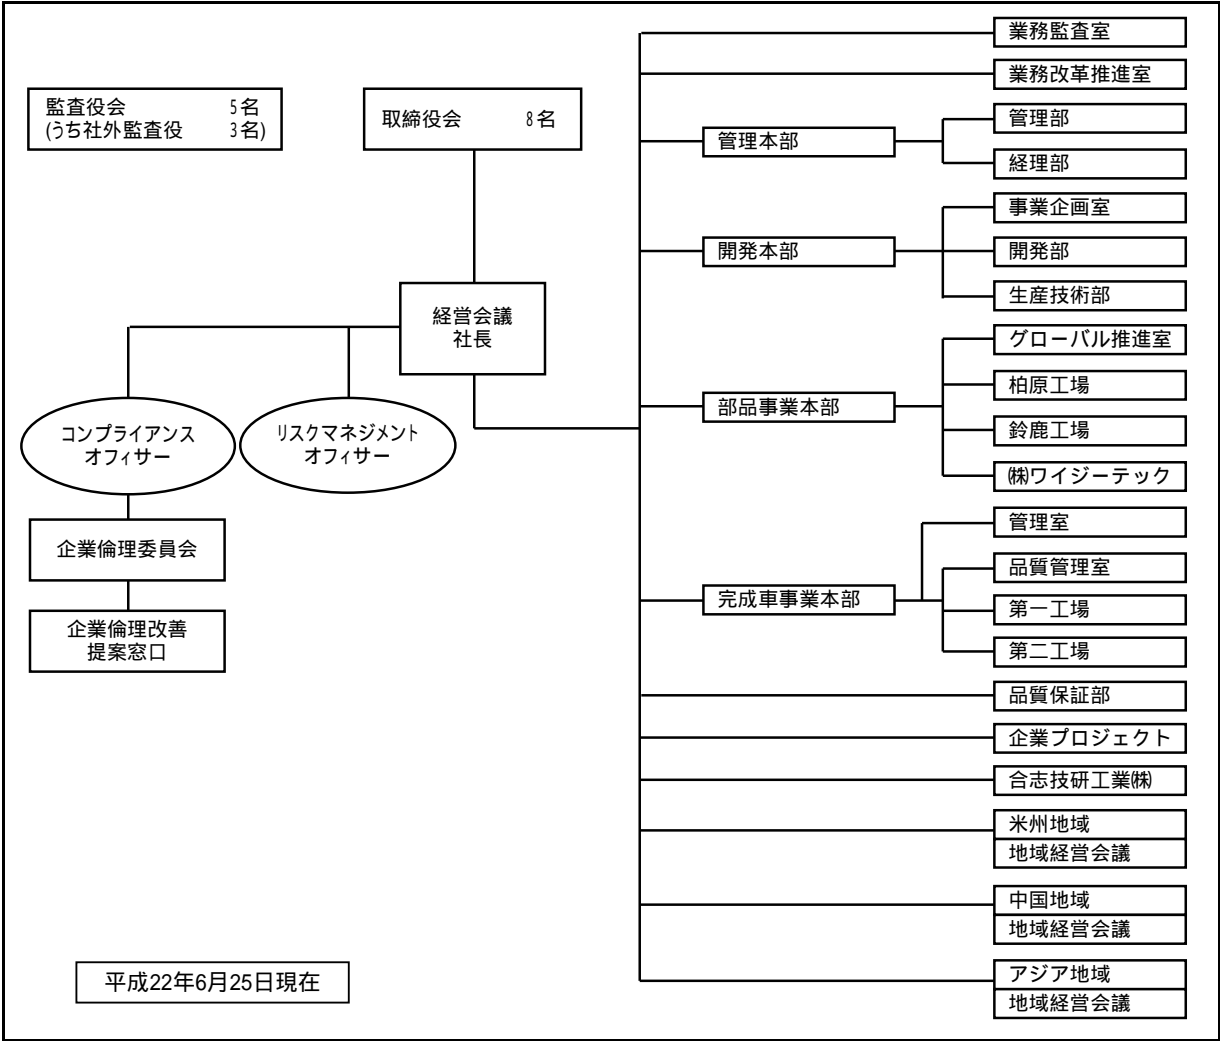 監査役会 5名
(うち社外監査役 3名)
取締役会 8名
経営会議
社長
コンプライアンス
オフィサー
リスクマネジメント
オフィサー
企業倫理委員会
企業倫理改善
提案窓口
平成22年6月25日現在
業務監査室
業務改革推進室
管理本部
管理部
経理部
開発本部
事業企画室
開発部
生産技術部
部品事業本部
グローバル推進室
柏原工場
鈴鹿工場
㈱ワイジーテック
完成車事業本部
管理室
品質管理室
第一工場
第二工場
品質保証部
企業プロジェクト
合志技研工業㈱
米州地域
地域経営会議
中国地域
地域経営会議
アジア地域
地域経営会議